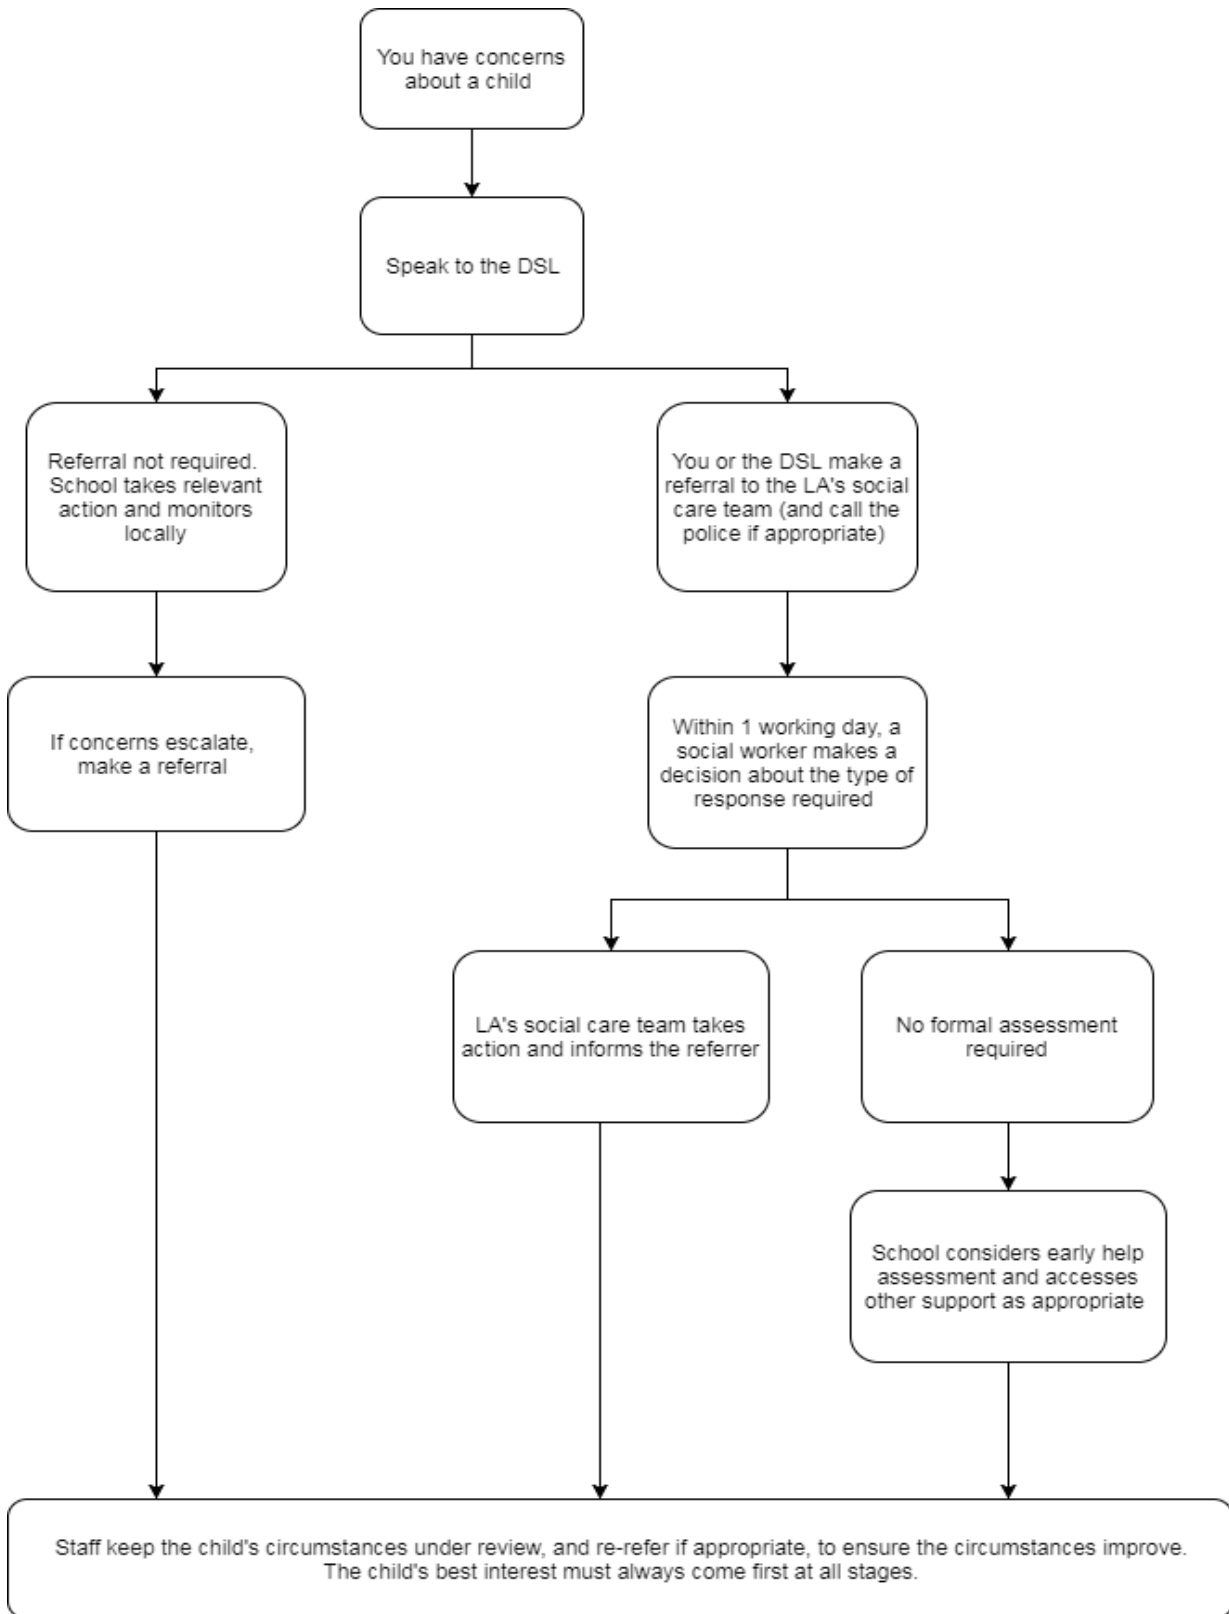 You have concerns
about a child
Speak to the DSL
Referral not required.
School takes relevant
action and monitors
locally
You or the DSL make a
referral to the LA's social
care team (and call the
police if appropriate)
If concerns escalate,
make a referral
Within 1 working day, a
social worker makes a
decision about the type of
response required
LA's social care team takes
action and informs the referrer
No formal assessment
required
School considers early help
assessment and accesses
other support as appropriate
Staff keep the child's circumstances under review, and re-refer if appropriate, to ensure the circumstances improve.
The child's best interest must always come first at all stages.